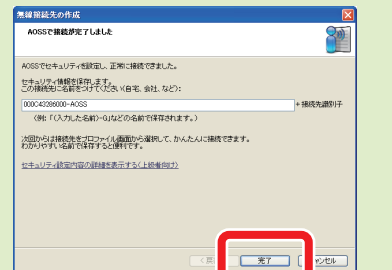 無線接続先の作成
AOSSで接続が完了しました
AOSSでセキュリティを設定し、正常に接続できました。
セキュリティ情報を保存します。
この接続先に名前をつけてください(自宅、会社、など):
000C43286000-AOSS
+ 接続先識別子
(例:「(入力した名前)-G」などの名前で保存されます。)
次回からは接続先をプロファイル画面から選択して、かんたんに接続できます。
わかりやすい名前で保存すると便利です。
セキュリティ設定内容の詳細を表示する(上級者向け)
< 戻
完了
ャンセル